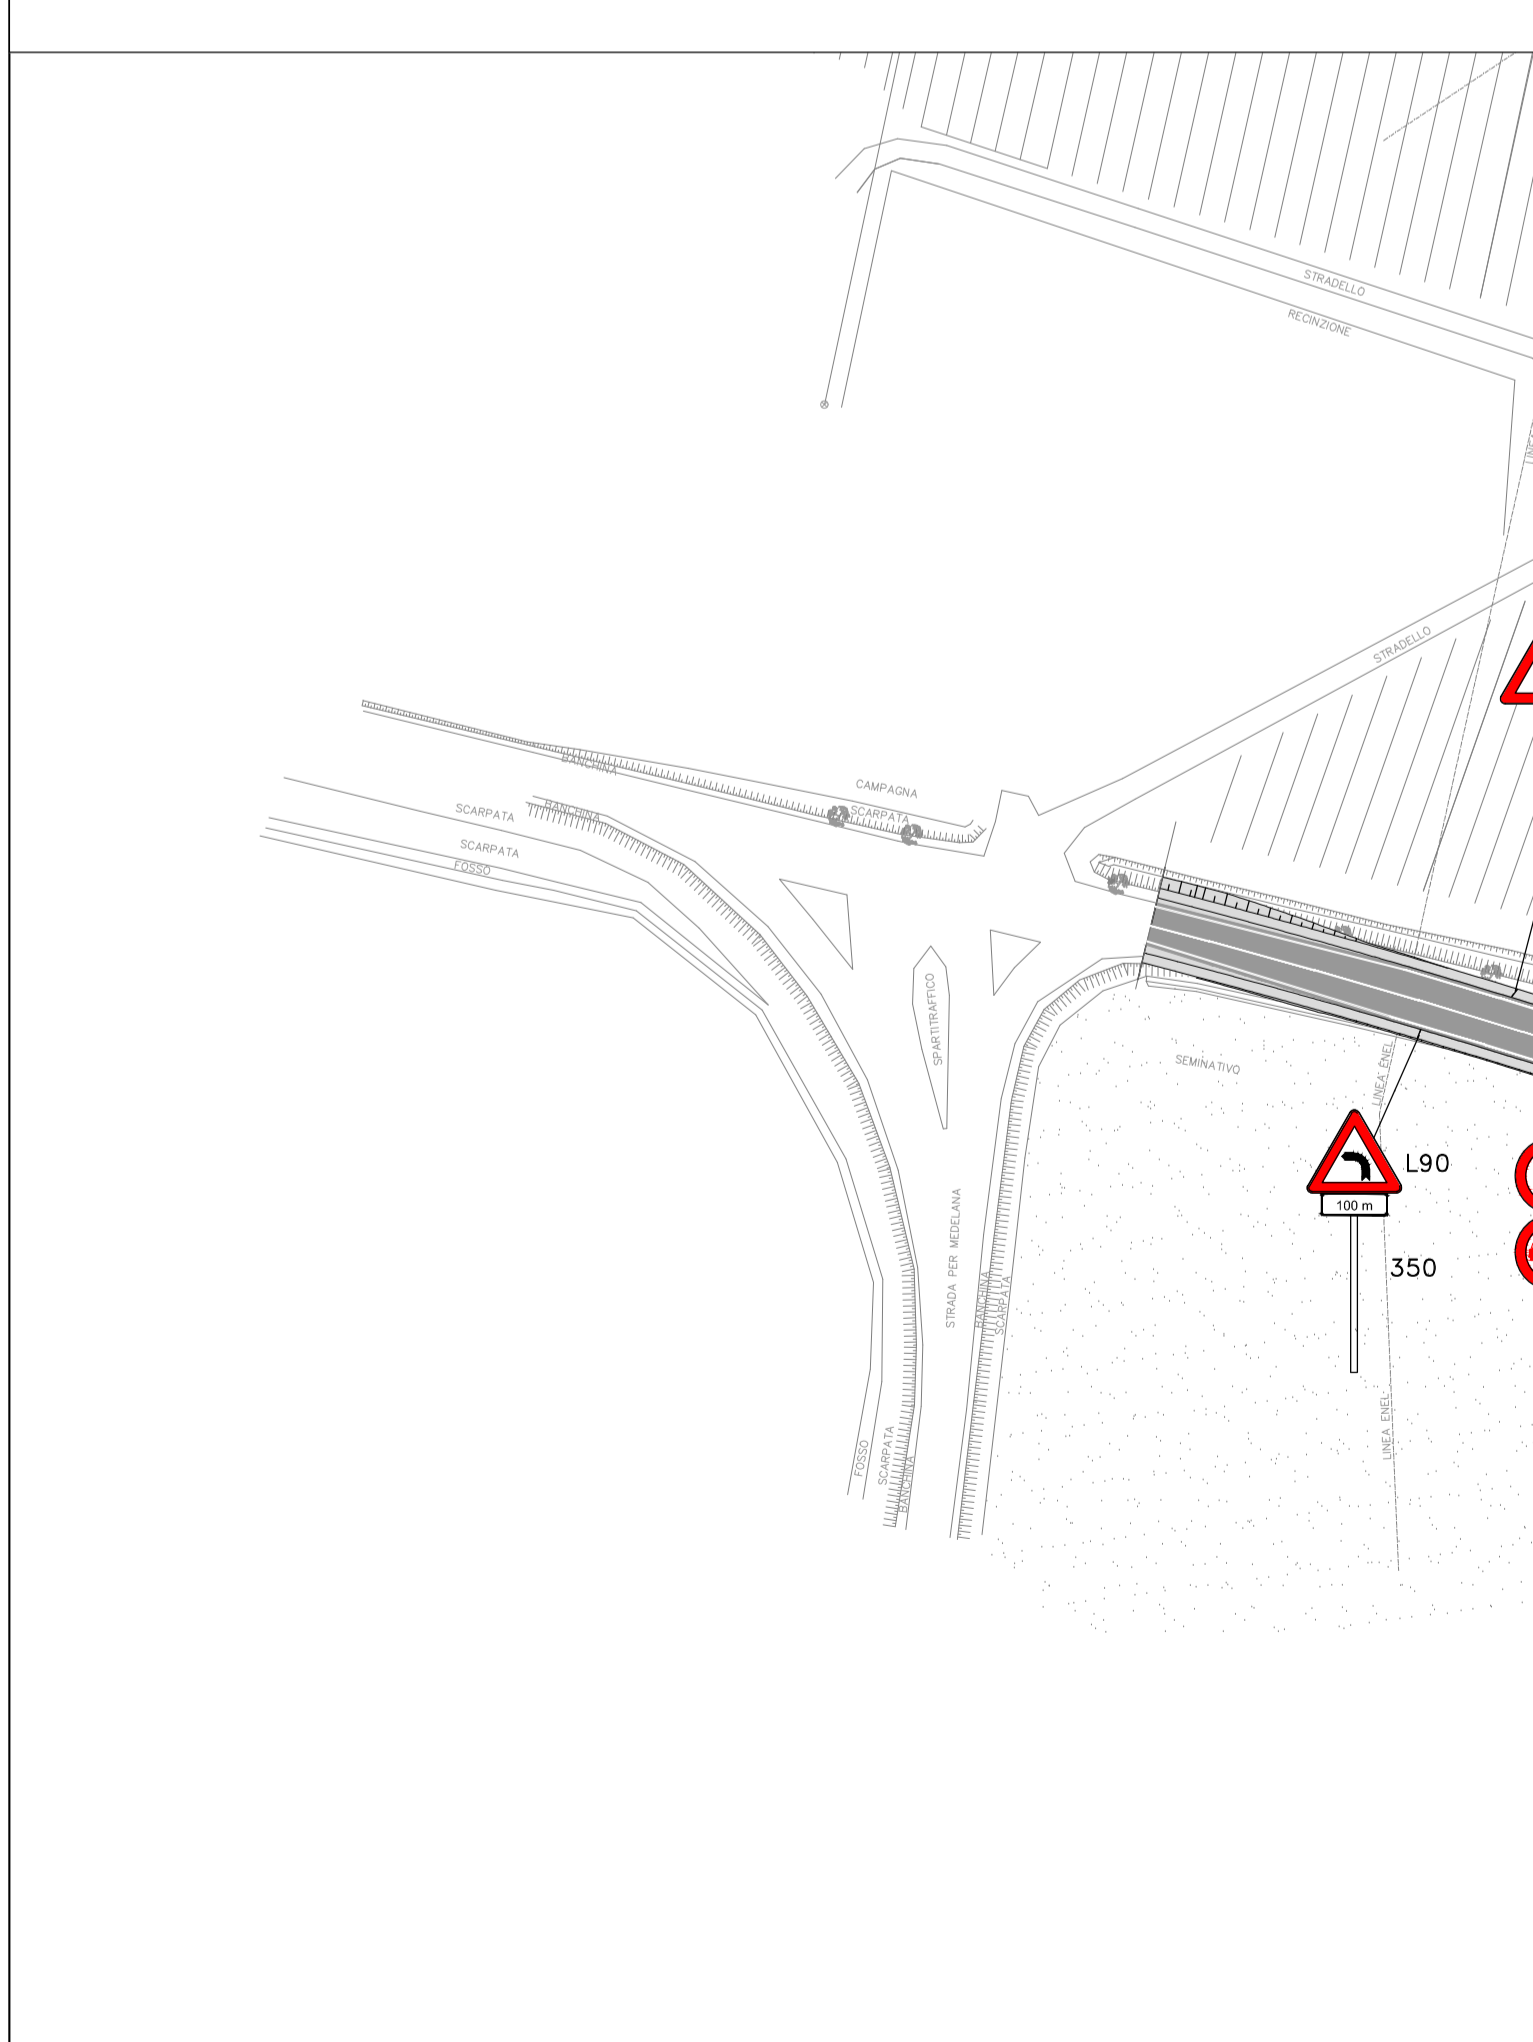 STRADELLO
RECINZIONE
STRADELLO
BANCHINA
CAMPAGNA
SCARPATA
BANCHINA
SCARPATA
SCARPATA
FOSSO
SPARTITRAFFICO
SEMINATIVO
LINEA ENEL
L90
100 m
350
STRADA PER MEDELANA
BANCHINA
SCARPATA
LINEA ENEL
FOSSO
SCARPATA
BANCHINA